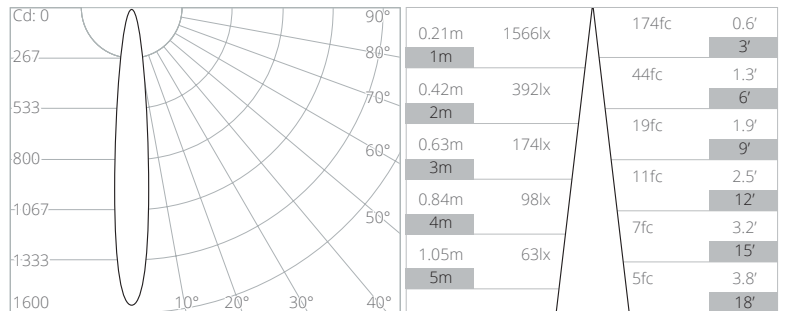 Cd: 0
267
533
800
1067
1333
1600
90°
80°
70°
60°
50°
10° 20° 30° 40°
0.21m 1566lx
1m
0.42m 392lx
2m
0.63m 174lx
3m
0.84m 98lx
4m
1.05m 63lx
5m
174fc 0.6’
3’
44fc 1.3’
6’
19fc 1.9’
9’
11fc 2.5’
12’
7fc 3.2’
15’
5fc 3.8’
18’